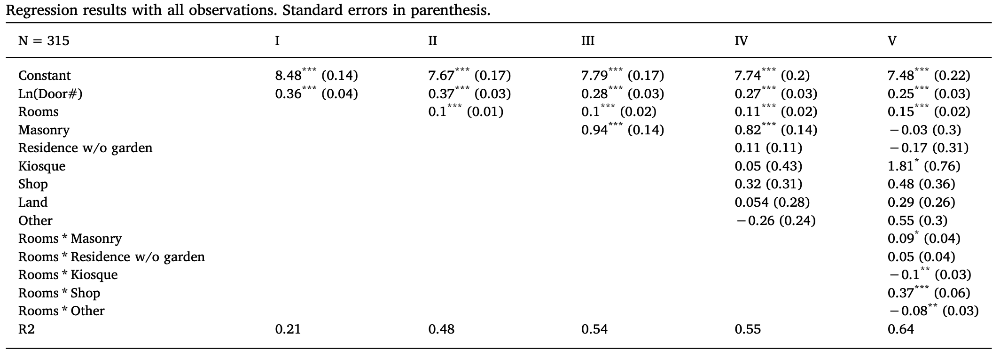 Regression results with all observations. Standard errors in parenthesis.
N = 315 I II III IV V
Constant 8.48*** (0.14) 7.67*** (0.17) 7.79*** (0.17) 7.74*** (0.2) 7.48*** (0.22)
Ln(Door#) 0.36*** (0.04) 0.37*** (0.03) 0.28*** (0.03) 0.27*** (0.03) 0.25*** (0.03)
Rooms 0.1*** (0.01) 0.1*** (0.02) 0.11*** (0.02) 0.15*** (0.02)
Masonry 0.94*** (0.14) 0.82*** (0.14) −0.03 (0.3)
Residence w/o garden 0.11 (0.11) −0.17 (0.31)
Kiosque 0.05 (0.43) 1.81* (0.76)
Shop 0.32 (0.31) 0.48 (0.36)
Land 0.054 (0.28) 0.29 (0.26)
Other −0.26 (0.24) 0.55 (0.3)
Rooms * Masonry 0.09* (0.04)
Rooms * Residence w/o garden 0.05 (0.04)
Rooms * Kiosque −0.1** (0.03)
Rooms * Shop 0.37*** (0.06)
Rooms * Other −0.08** (0.03)
R2 0.21 0.48 0.54 0.55 0.64